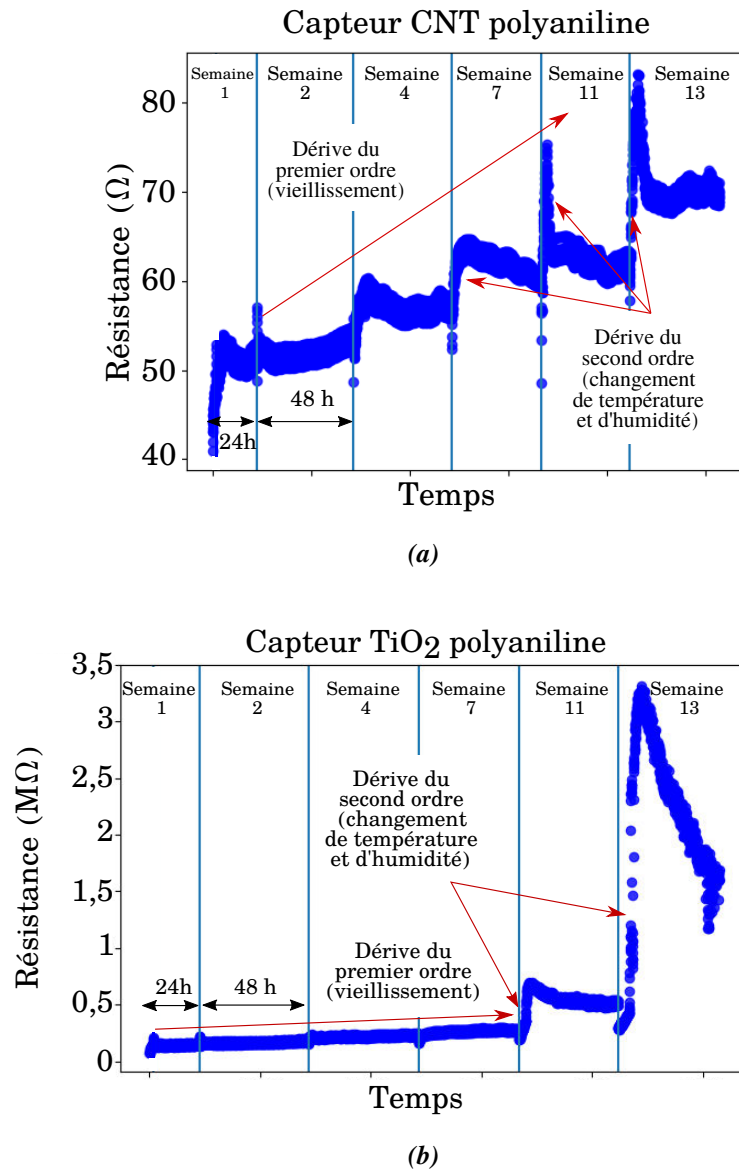 Capteur CNT polyaniline
Résistance (Ω)
80
70
60
50
40
Semaine
1
Semaine
2
Semaine
4
Semaine
7
Semaine
11
Semaine
13
Dérive du
premier ordre
(vieillissement)
Dérive du
second ordre
(changement
de température
et d'humidité)
24h
48 h
Temps
(a)
Capteur TiO2 polyaniline
Résistance (MΩ)
3,5
3
2,5
2
1,5
1
0,5
0
Semaine
1
Semaine
2
Semaine
4
Semaine
7
Semaine
11
Semaine
13
Dérive du
second ordre
(changement
de température
et d'humidité)
Dérive du
premier ordre
(vieillissement)
24h
48 h
Temps
(b)